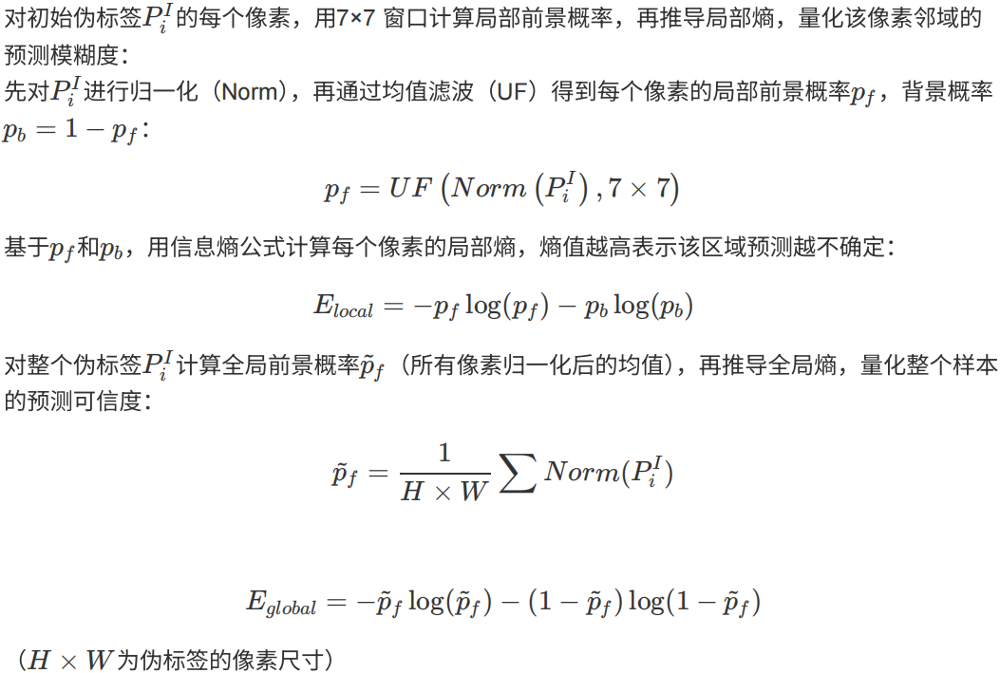 对初始伪标签$P_i^I$的每个像素，用7×7 窗口计算局部前景概率，再推导局部熵，量化该像素邻域的
预测模糊度：
先对$P_i^I$进行归一化（Norm），再通过均值滤波（UF）得到每个像素的局部前景概率$p_f$，背景概率
$p_b = 1 - p_f$：
$p_f = UF\left(Norm\left(P_i^I\right), 7 \times 7\right)$
基于$p_f$和$p_b$，用信息熵公式计算每个像素的局部熵，熵值越高表示该区域预测越不确定：
$E_{local} = -p_f \log(p_f) - p_b \log(p_b)$
对整个伪标签$P_i^I$计算全局前景概率$\tilde{p}_f$（所有像素归一化后的均值），再推导全局熵，量化整个样本
的预测可信度：
$\tilde{p}_f = \frac{1}{H \times W} \sum Norm(P_i^I)$
$E_{global} = -\tilde{p}_f \log(\tilde{p}_f) - (1 - \tilde{p}_f) \log(1 - \tilde{p}_f)$
（$H \times W$为伪标签的像素尺寸）